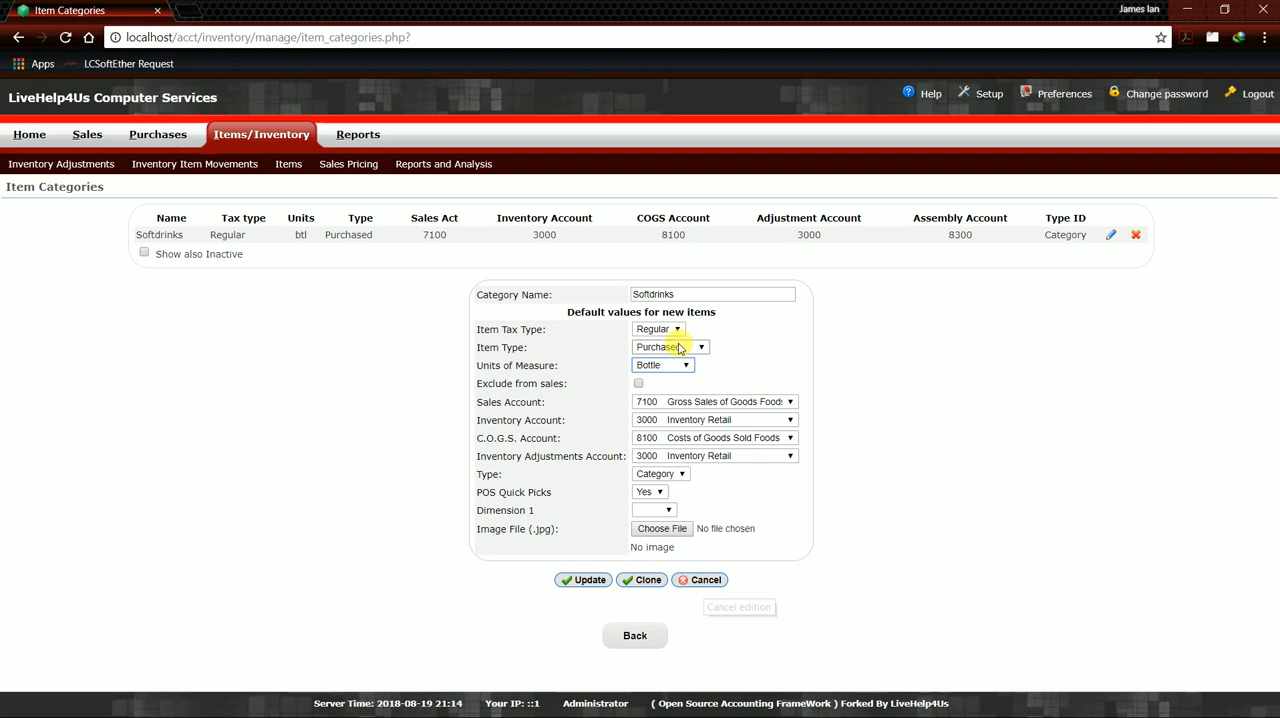 Item Categories
James Ian
localhost/acct/inventory/manage/item_categories.php?
Apps LCSoftEther Request
LiveHelp4Us Computer Services
Help Setup Preferences Change password Logout
Home Sales Purchases Items/Inventory Reports
Inventory Adjustments Inventory Item Movements Items Sales Pricing Reports and Analysis
Item Categories
Name Tax type Units Type Sales Act Inventory Account COGS Account Adjustment Account Assembly Account Type ID
Softdrinks Regular btl Purchased 7100 3000 8100 3000 8300 Category
Show also Inactive
Category Name: Softdrinks
Default values for new items
Item Tax Type: Regular
Item Type: Purchased
Units of Measure: Bottle
Exclude from sales:
Sales Account: 7100 Gross Sales of Goods Foods
Inventory Account: 3000 Inventory Retail
C.O.G.S. Account: 8100 Costs of Goods Sold Foods
Inventory Adjustments Account: 3000 Inventory Retail
Type: Category
POS Quick Picks Yes
Dimension 1
Image File (.jpg): Choose File No file chosen
No image
Update Clone Cancel
Cancel edition
Back
Server Time: 2018-08-19 21:14 Your IP: ::1 Administrator ( Open Source Accounting FrameWork ) Forked By LiveHelp4Us